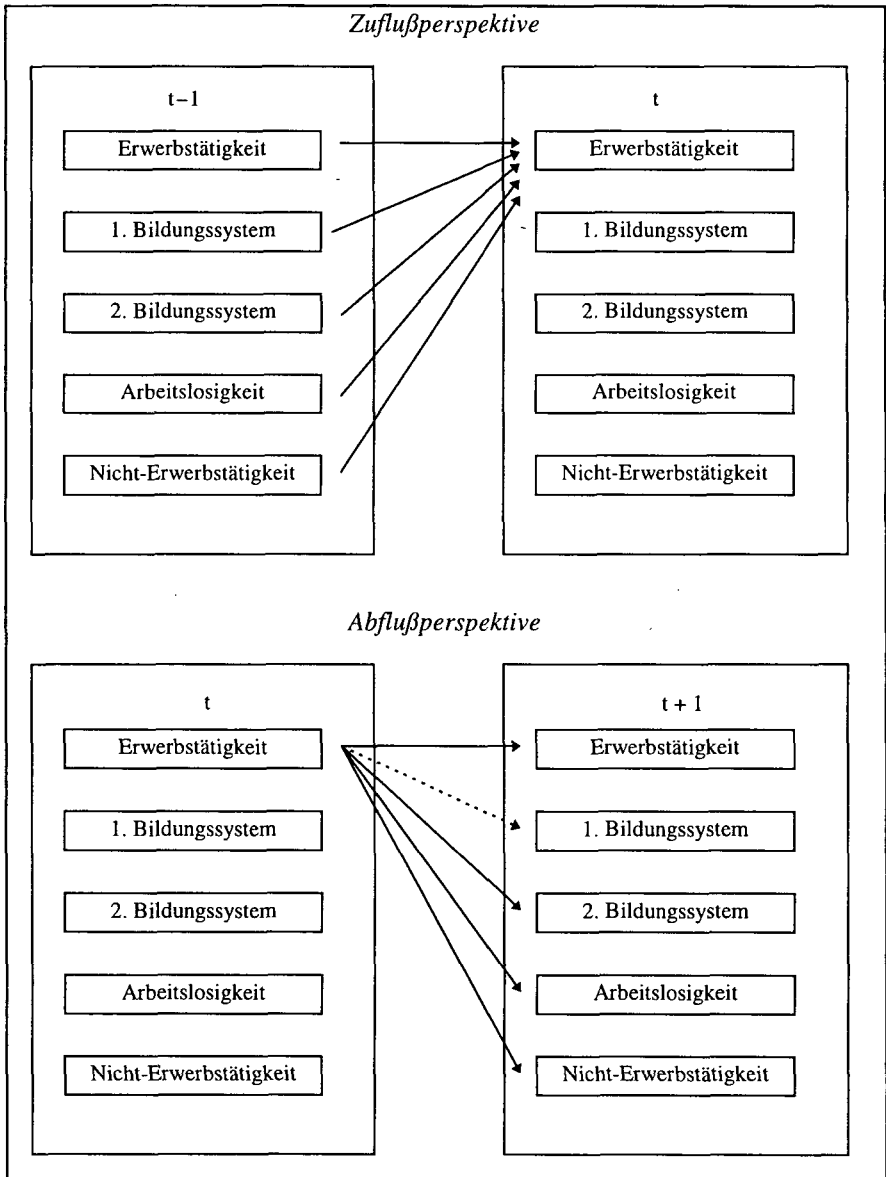 Zuflußperspektive
t−1 t
Erwerbstätigkeit Erwerbstätigkeit
1. Bildungssystem 1. Bildungssystem
2. Bildungssystem 2. Bildungssystem
Arbeitslosigkeit Arbeitslosigkeit
Nicht-Erwerbstätigkeit Nicht-Erwerbstätigkeit
Abflußperspektive
t t + 1
Erwerbstätigkeit Erwerbstätigkeit
1. Bildungssystem 1. Bildungssystem
2. Bildungssystem 2. Bildungssystem
Arbeitslosigkeit Arbeitslosigkeit
Nicht-Erwerbstätigkeit Nicht-Erwerbstätigkeit